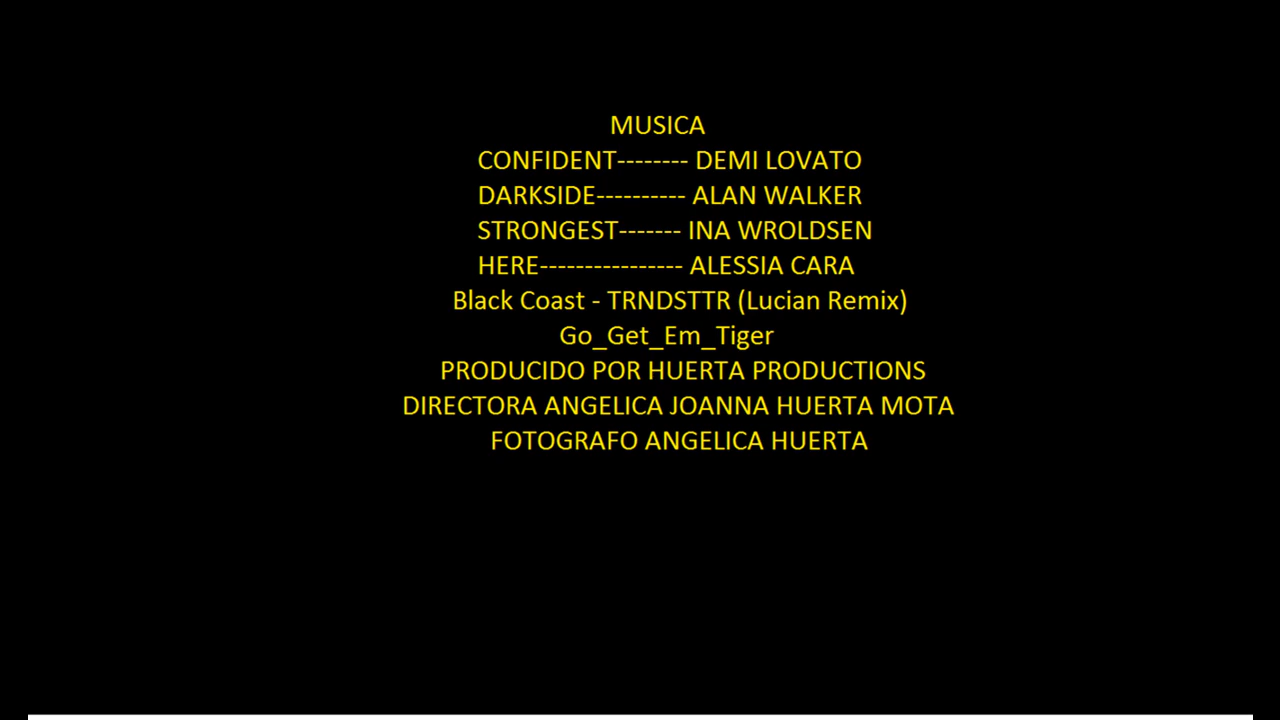 MUSICA
CONFIDENT-------- DEMI LOVATO
DARKSIDE---------- ALAN WALKER
STRONGEST------- INA WROLDSEN
HERE---------------- ALESSIA CARA
Black Coast - TRNDSTTR (Lucian Remix)
Go_Get_Em_Tiger
PRODUCIDO POR HUERTA PRODUCTIONS
DIRECTORA ANGELICA JOANNA HUERTA MOTA
FOTOGRAFO ANGELICA HUERTA